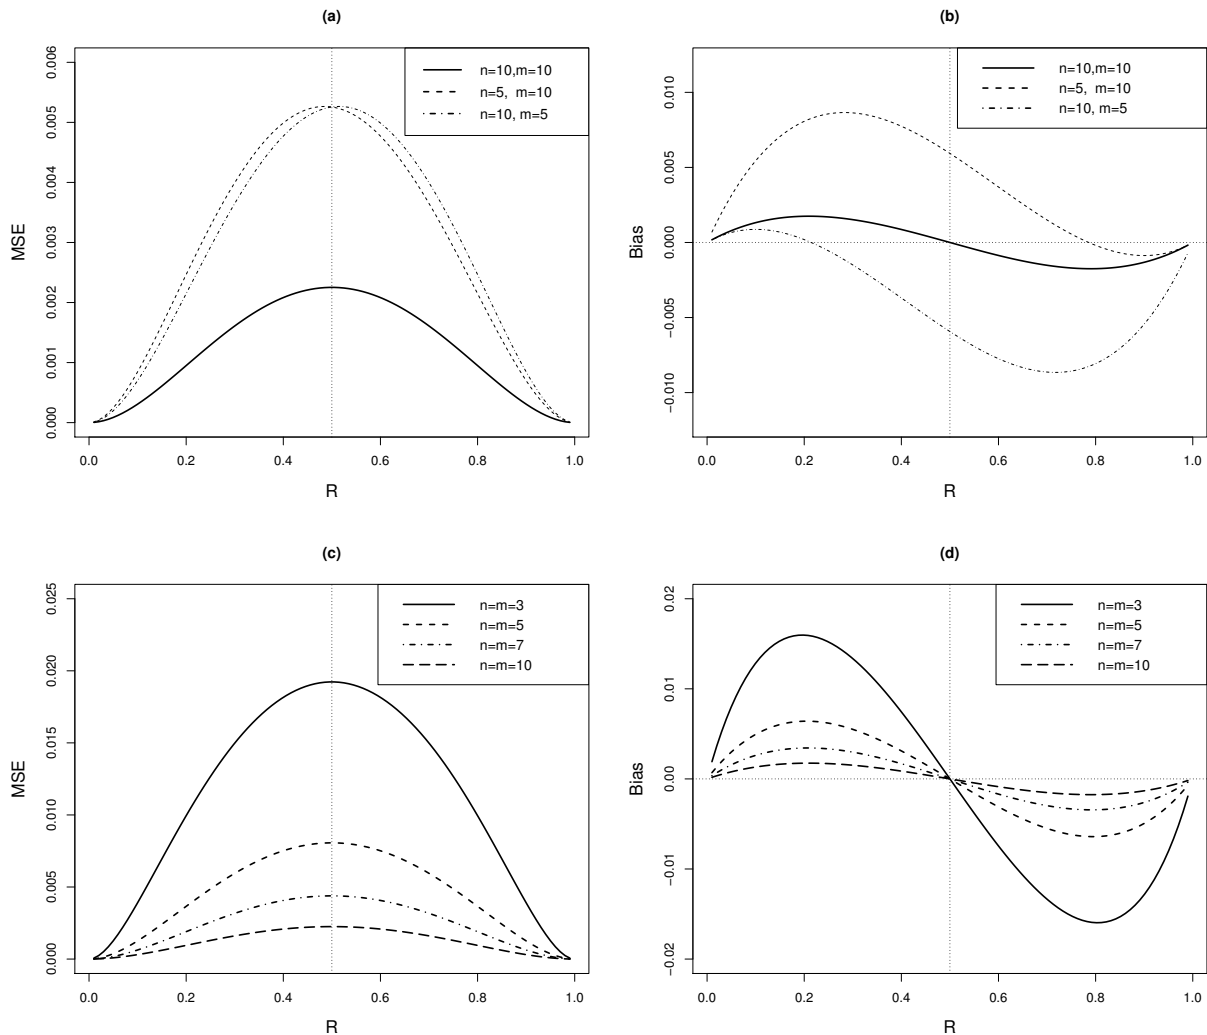 (a)
MSE
0.006
0.005
0.004
0.003
0.002
0.001
0.000
n=10,m=10
n=5, m=10
n=10, m=5
0.0 0.2 0.4 0.6 0.8 1.0
R
(b)
Bias
0.010
0.005
0.000
−0.005
−0.010
n=10,m=10
n=5, m=10
n=10, m=5
0.0 0.2 0.4 0.6 0.8 1.0
R
(c)
MSE
0.025
0.020
0.015
0.010
0.005
0.000
n=m=3
n=m=5
n=m=7
n=m=10
0.0 0.2 0.4 0.6 0.8 1.0
R
(d)
Bias
0.02
0.01
0.00
−0.01
−0.02
n=m=3
n=m=5
n=m=7
n=m=10
0.0 0.2 0.4 0.6 0.8 1.0
R